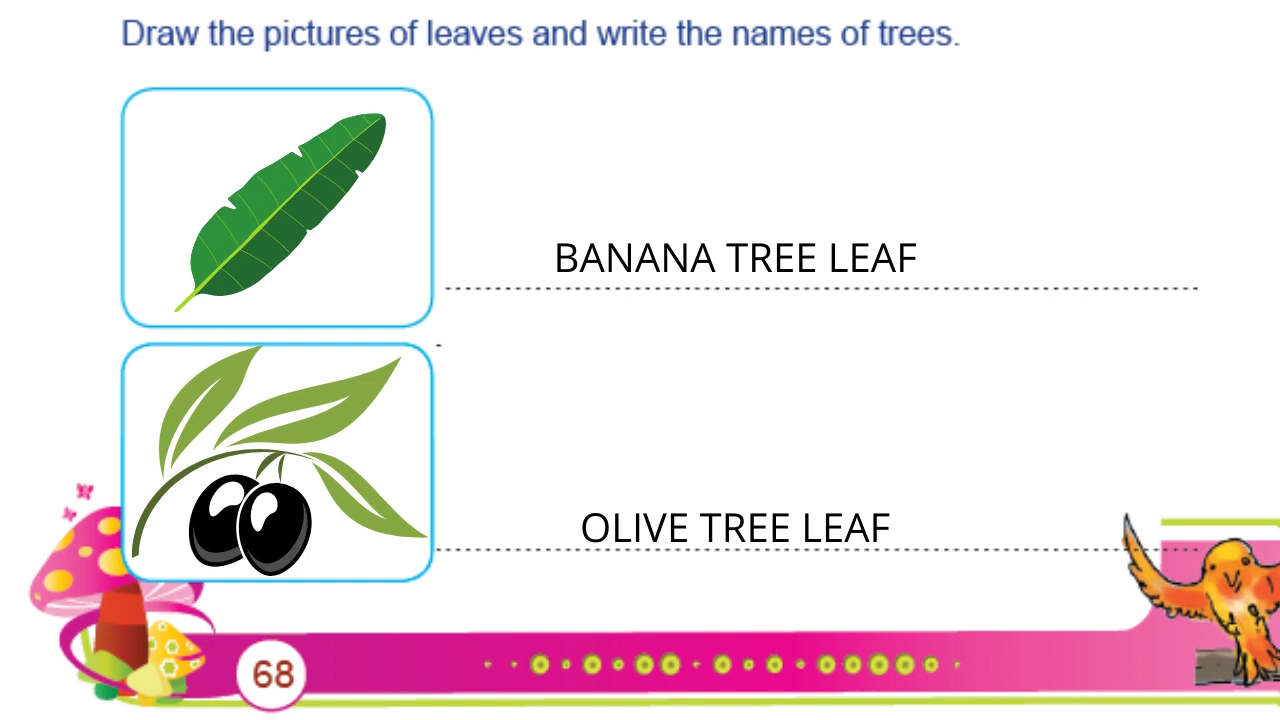 Draw the pictures of leaves and write the names of trees.
BANANA TREE LEAF
OLIVE TREE LEAF
68